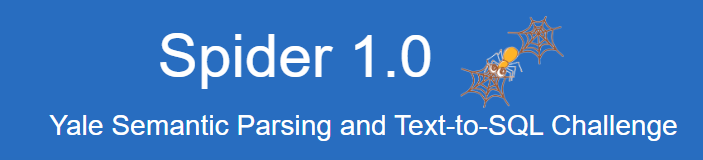 Spider 1.0
Yale Semantic Parsing and Text-to-SQL Challenge